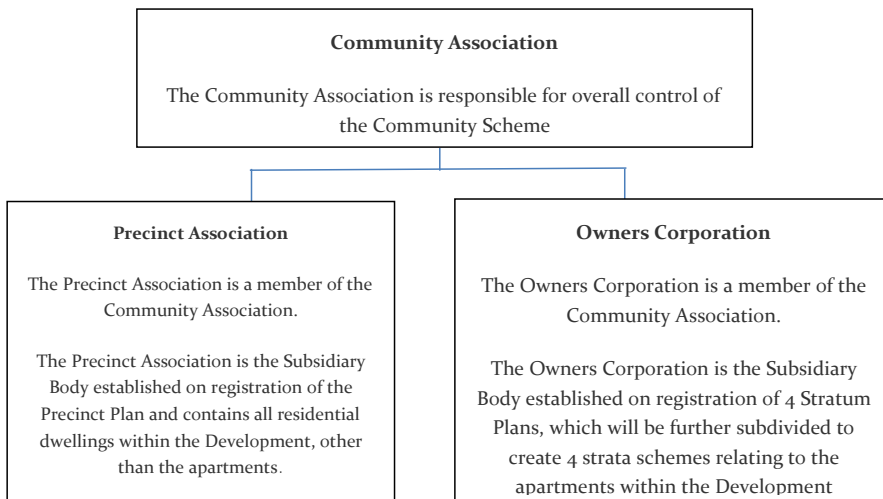 Community Association
The Community Association is responsible for overall control of
the Community Scheme
Precinct Association
The Precinct Association is a member of the
Community Association.
The Precinct Association is the Subsidiary
Body established on registration of the
Precinct Plan and contains all residential
dwellings within the Development, other
than the apartments.
Owners Corporation
The Owners Corporation is a member of the
Community Association.
The Owners Corporation is the Subsidiary
Body established on registration of 4 Stratum
Plans, which will be further subdivided to
create 4 strata schemes relating to the
apartments within the Development